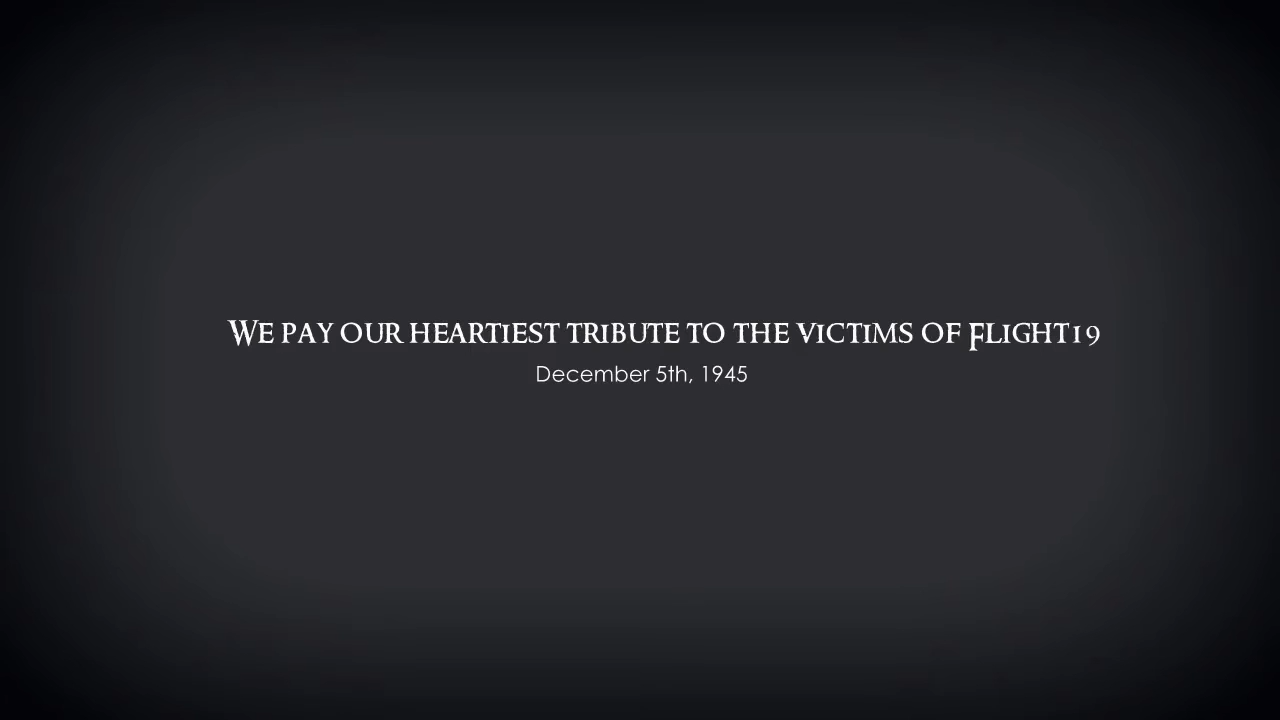 We pay our heartiest tribute to the victims of Flight19
December 5th, 1945